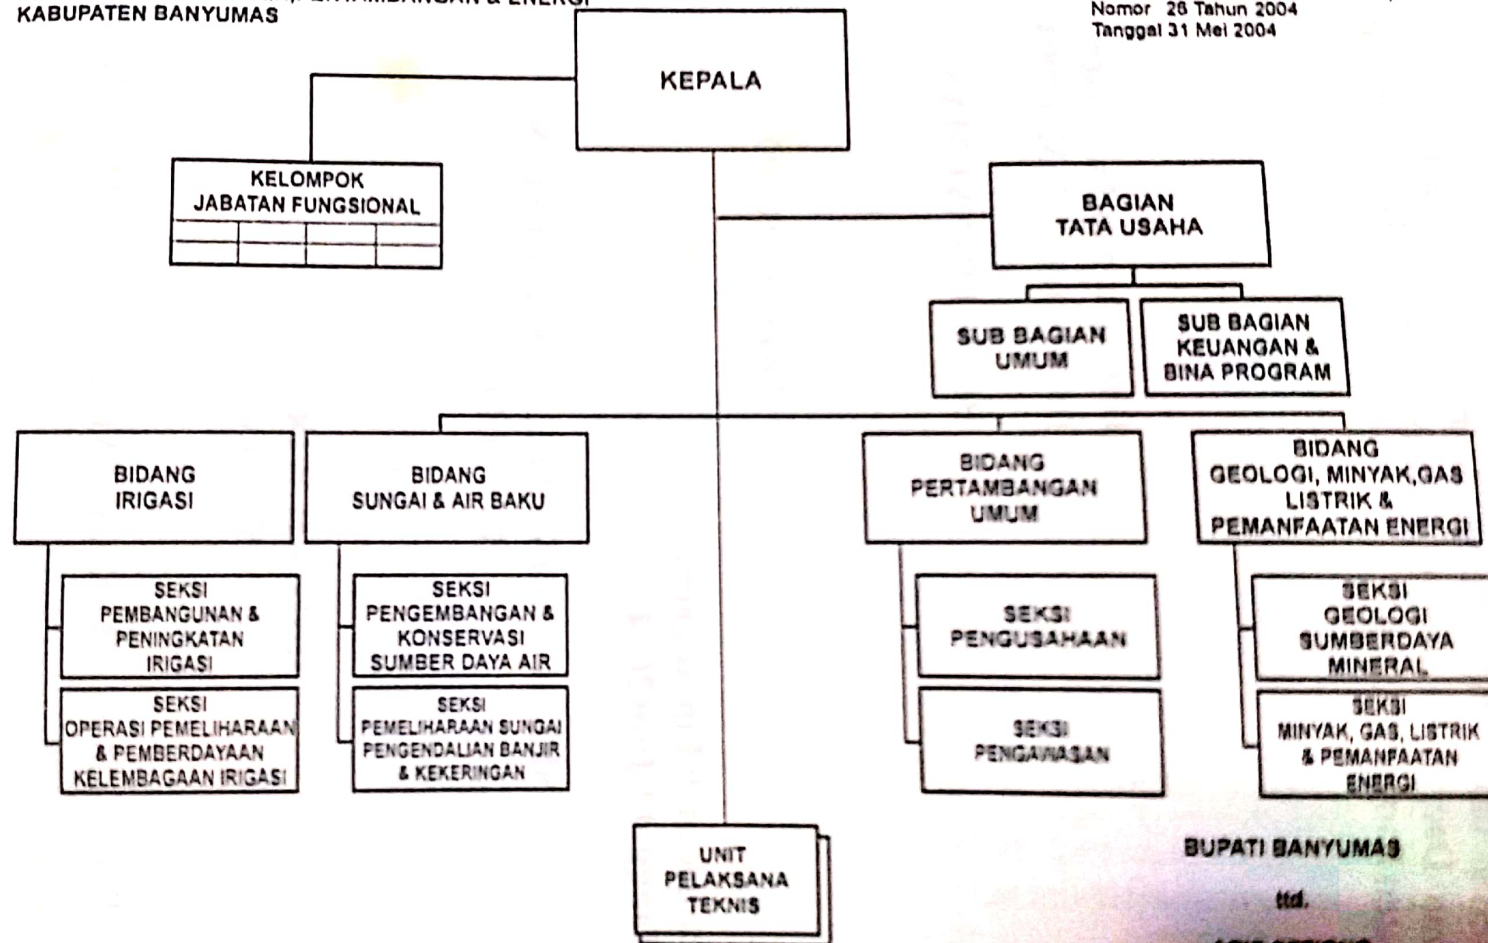 KABUPATEN BANYUMAS
Nomor 26 Tahun 2004
Tanggal 31 Mei 2004
KEPALA
KELOMPOK
JABATAN FUNGSIONAL
BAGIAN
TATA USAHA
SUB BAGIAN
UMUM
SUB BAGIAN
KEUANGAN &
BINA PROGRAM
BIDANG
IRIGASI
BIDANG
SUNGAI & AIR BAKU
BIDANG
PERTAMBANGAN
UMUM
BIDANG
GEOLOGI, MINYAK,GAS
LISTRIK &
PEMANFAATAN ENERGI
SEKSI
PEMBANGUNAN &
PENINGKATAN
IRIGASI
SEKSI
OPERASI PEMELIHARAAN
& PEMBERDAYAAN
KELEMBAGAAN IRIGASI
SEKSI
PENGEMBANGAN &
KONSERVASI
SUMBER DAYA AIR
SEKSI
PEMELIHARAAN SUNGAI
PENGENDALIAN BANJIR
& KEKERINGAN
SEKSI
PENGUSAHAAN
SEKSI
PENGAWASAN
SEKSI
GEOLOGI
SUMBERDAYA
MINERAL
SEKSI
MINYAK, GAS, LISTRIK
& PEMANFAATAN
ENERGI
UNIT
PELAKSANA
TEKNIS
BUPATI BANYUMAS
ttd.